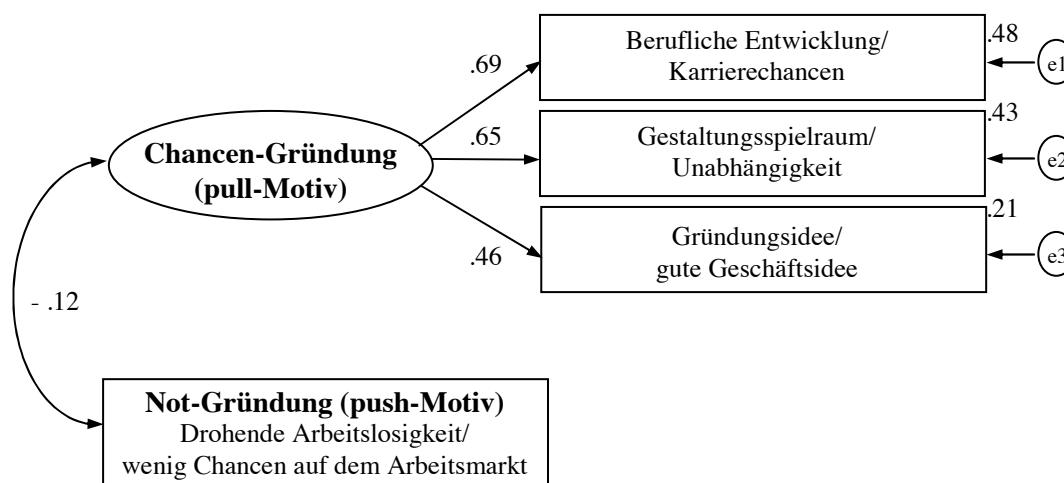 .48
Berufliche Entwicklung/
Karrierechancen
e1
.69
.43
Chancen-Gründung
(pull-Motiv)
.65
Gestaltungsspielraum/
Unabhängigkeit
e2
.21
.46
Gründungsidee/
gute Geschäftsidee
e3
- .12
Not-Gründung (push-Motiv)
Drohende Arbeitslosigkeit/
wenig Chancen auf dem Arbeitsmarkt